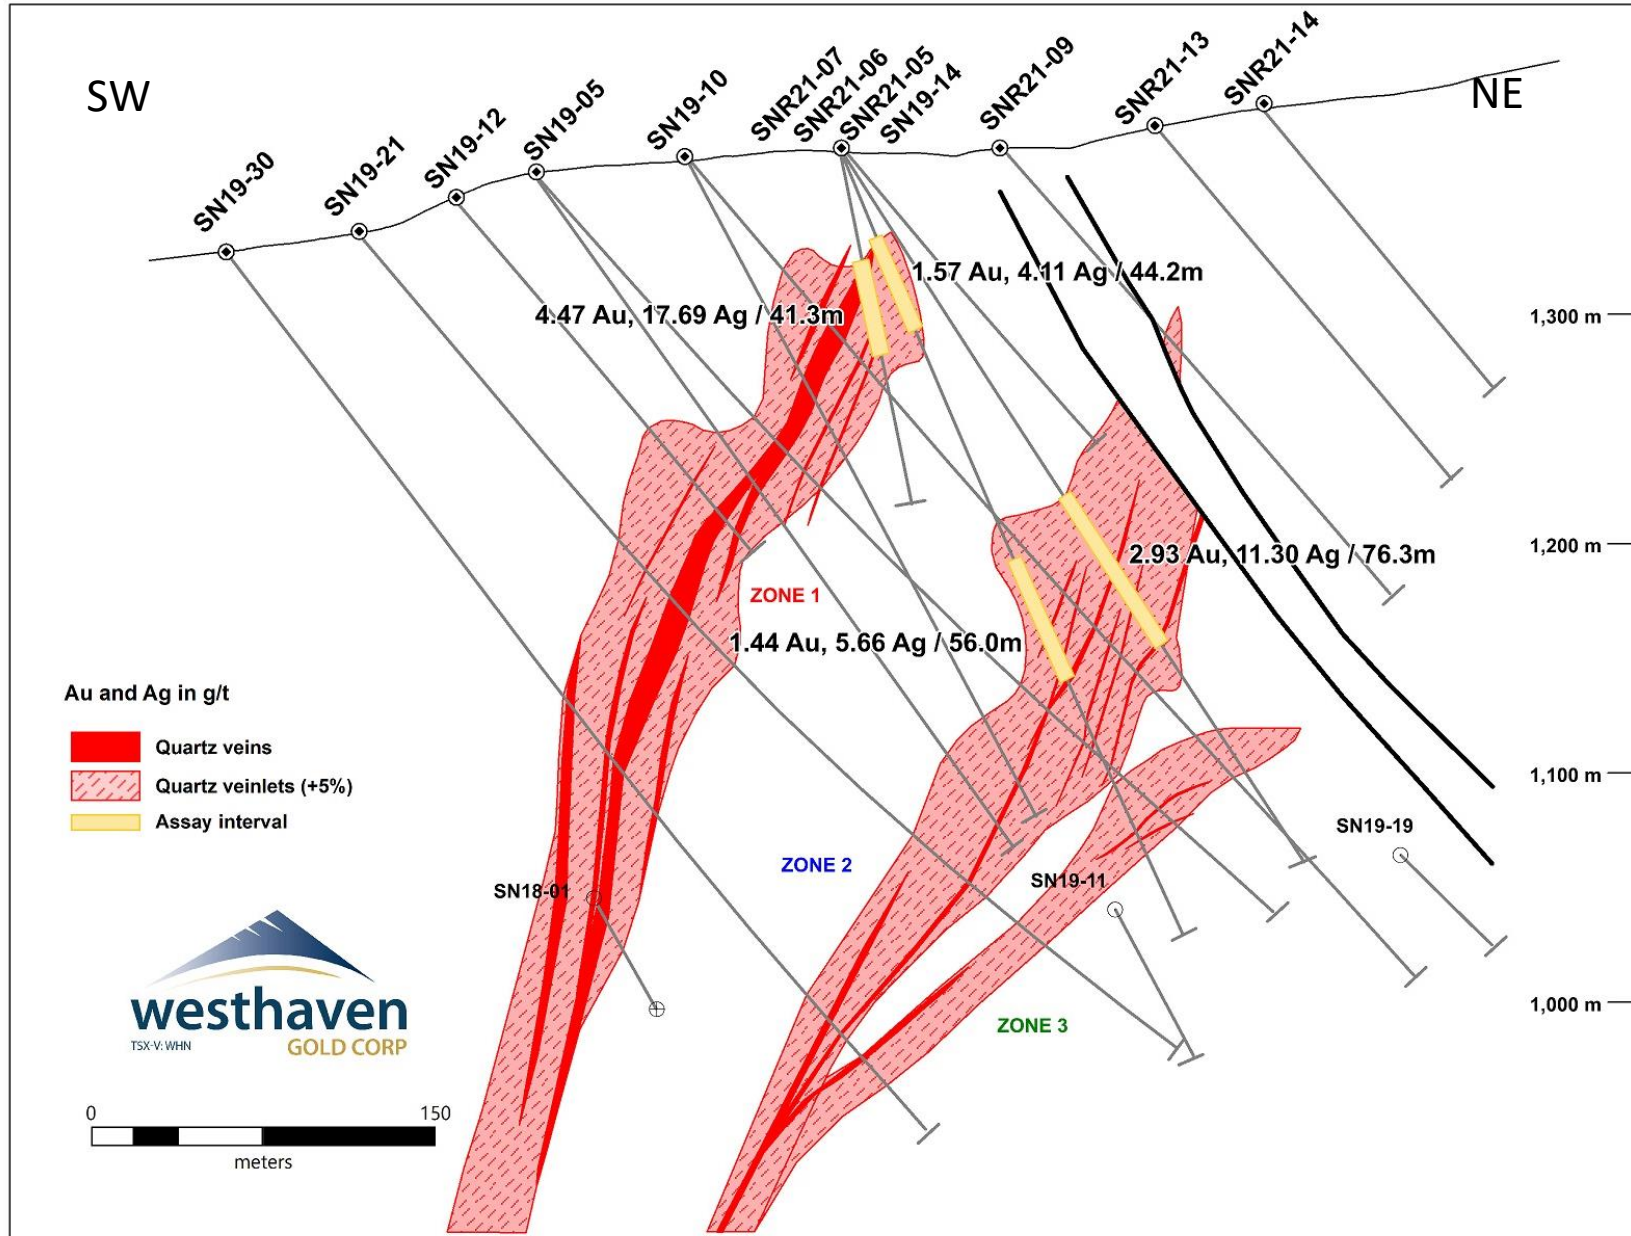 SW
NE
SN19-30
SN19-21
SN19-12
SN19-05
SN19-10
SNR21-07
SNR21-06
SNR21-05
SN19-14
SNR21-09
SNR21-13
SNR21-14
1.57 Au, 4.11 Ag / 44.2m
4.47 Au, 17.69 Ag / 41.3m
1,300 m
2.93 Au, 11.30 Ag / 76.3m
1,200 m
ZONE 1
1.44 Au, 5.66 Ag / 56.0m
Au and Ag in g/t
Quartz veins
Quartz veinlets (+5%)
Assay interval
1,100 m
SN19-19
ZONE 2
SN19-11
SN18-01
1,000 m
ZONE 3
westhaven
TSX-V: WHN
GOLD CORP
0 150
meters